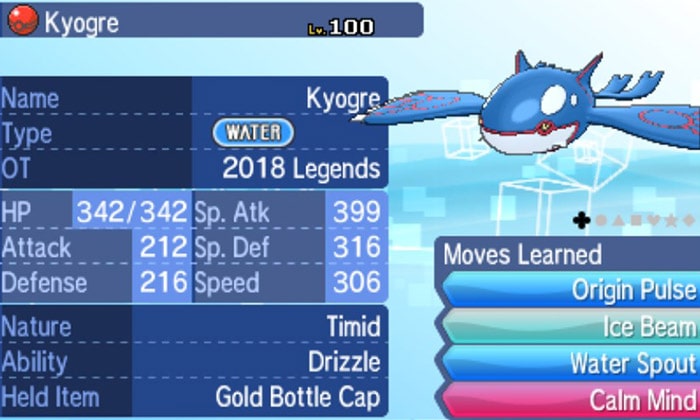 Kyogre Lv.100
Name Kyogre
Type WATER
OT 2018 Legends
HP 342/342 Sp. Atk 399
Attack 212 Sp. Def 316
Defense 216 Speed 306
Nature Timid
Ability Drizzle
Held Item Gold Bottle Cap
Moves Learned
Origin Pulse
Ice Beam
Water Spout
Calm Mind